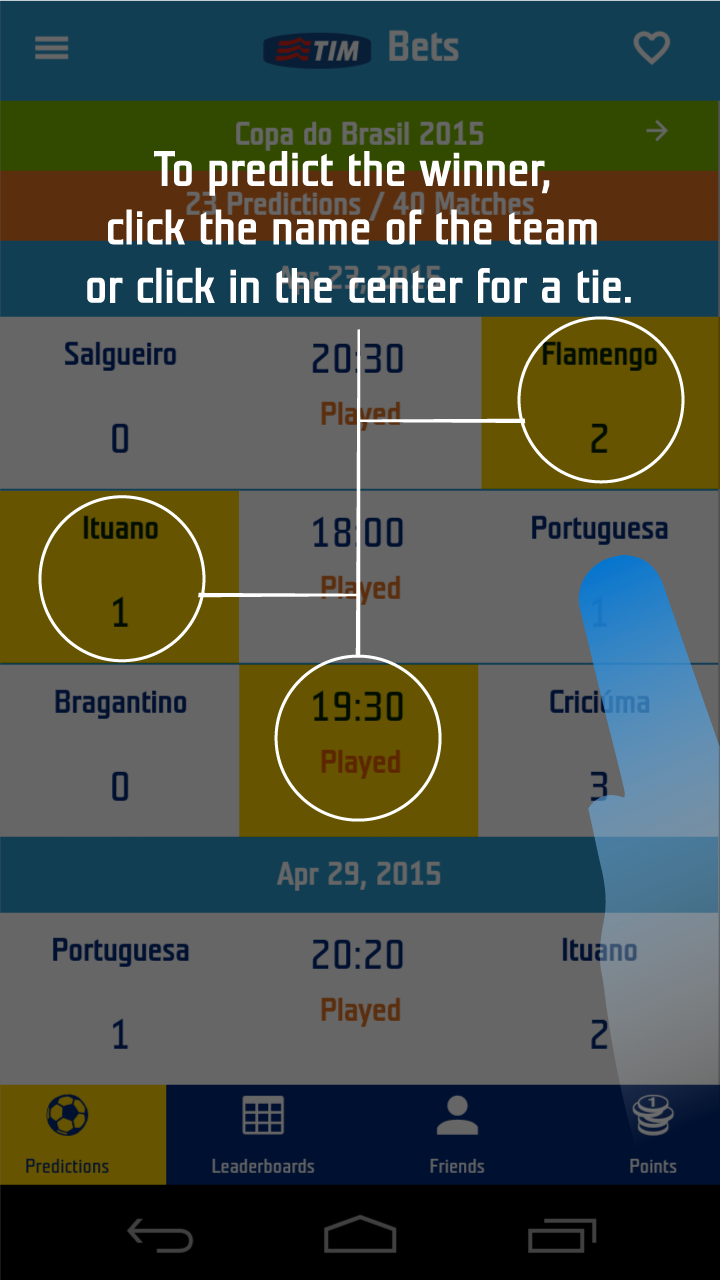 TIM Bets
Copa do Brasil 2015
To predict the winner,
23 Predictions / 40 Matches
click the name of the team
Apr 23, 2015
or click in the center for a tie.
Salgueiro 20:30 Flamengo
Played
0 2
Ituano 18:00 Portuguesa
Played
1 1
Bragantino 19:30 Criciúma
Played
0 3
Apr 29, 2015
Portuguesa 20:20 Ituano
Played
1 2
1
Predictions Leaderboards Friends Points